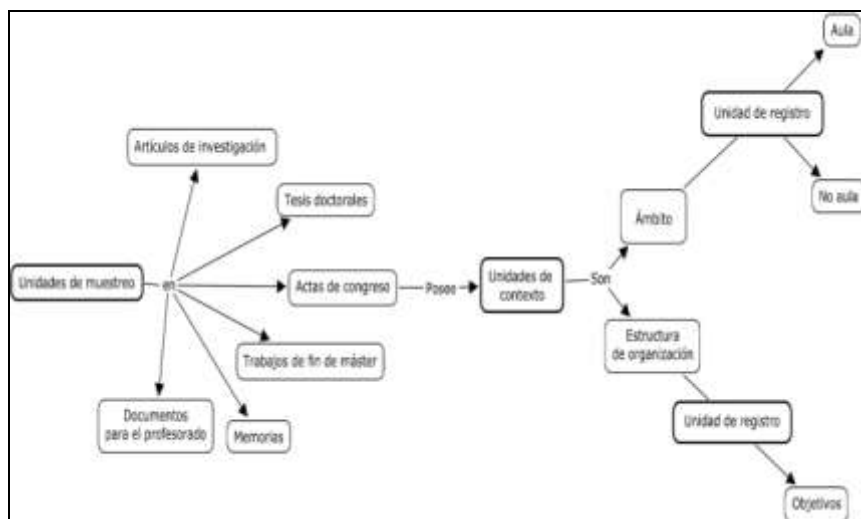 Aula
Unidad de registro
No aula
Artículos de investigación
Tesis doctorales
Ámbito
Unidades de muestreo
en
Actas de congreso
Posee
Unidades de
contexto
Son
Estructura
de organización
Trabajos de fin de máster
Documentos
para el profesorado
Memorias
Unidad de registro
Objetivos